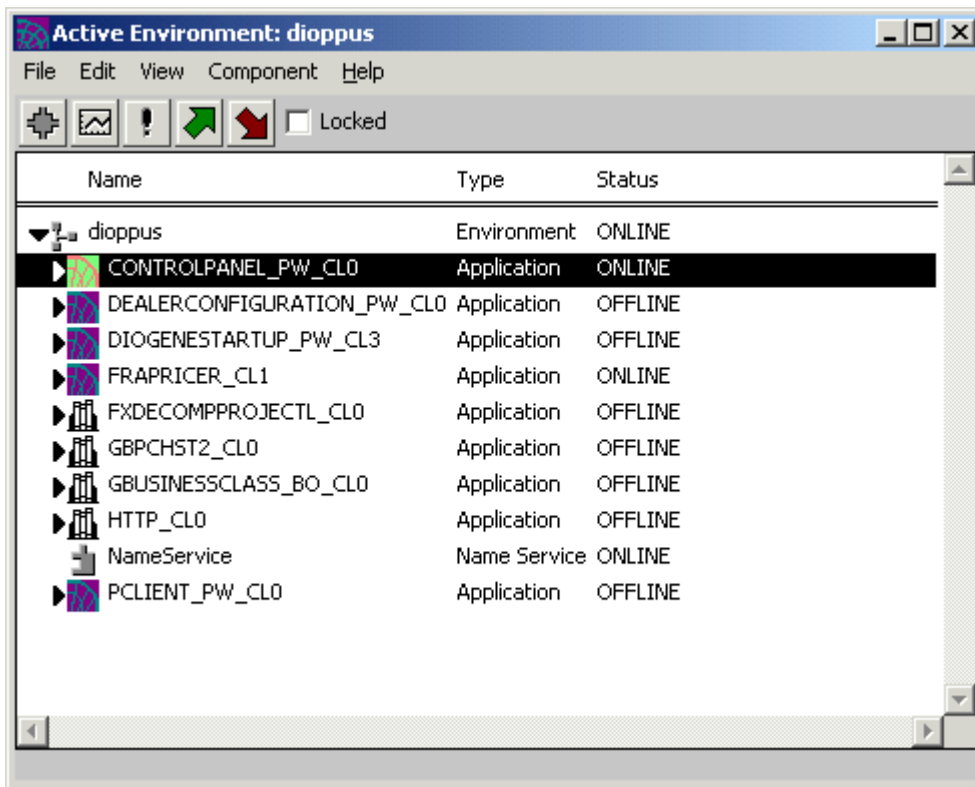 Active Environment: dioppus
File Edit View Component Help
Locked
Name Type Status
dioppus Environment ONLINE
CONTROLPANEL_PW_CL0 Application ONLINE
DEALERCONFIGURATION_PW_CL0 Application OFFLINE
DIOGENESTARTUP_PW_CL3 Application OFFLINE
FRAPRICER_CL1 Application ONLINE
FXDECOMPPROJECTL_CL0 Application OFFLINE
GBPCHST2_CL0 Application OFFLINE
GBUSINESSCLASS_BO_CL0 Application OFFLINE
HTTP_CL0 Application OFFLINE
NameService Name Service ONLINE
PCLIENT_PW_CL0 Application OFFLINE